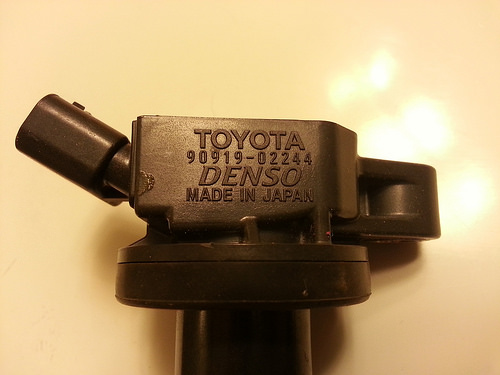 TOYOTA
90919-02244
DENSO
MADE IN JAPAN